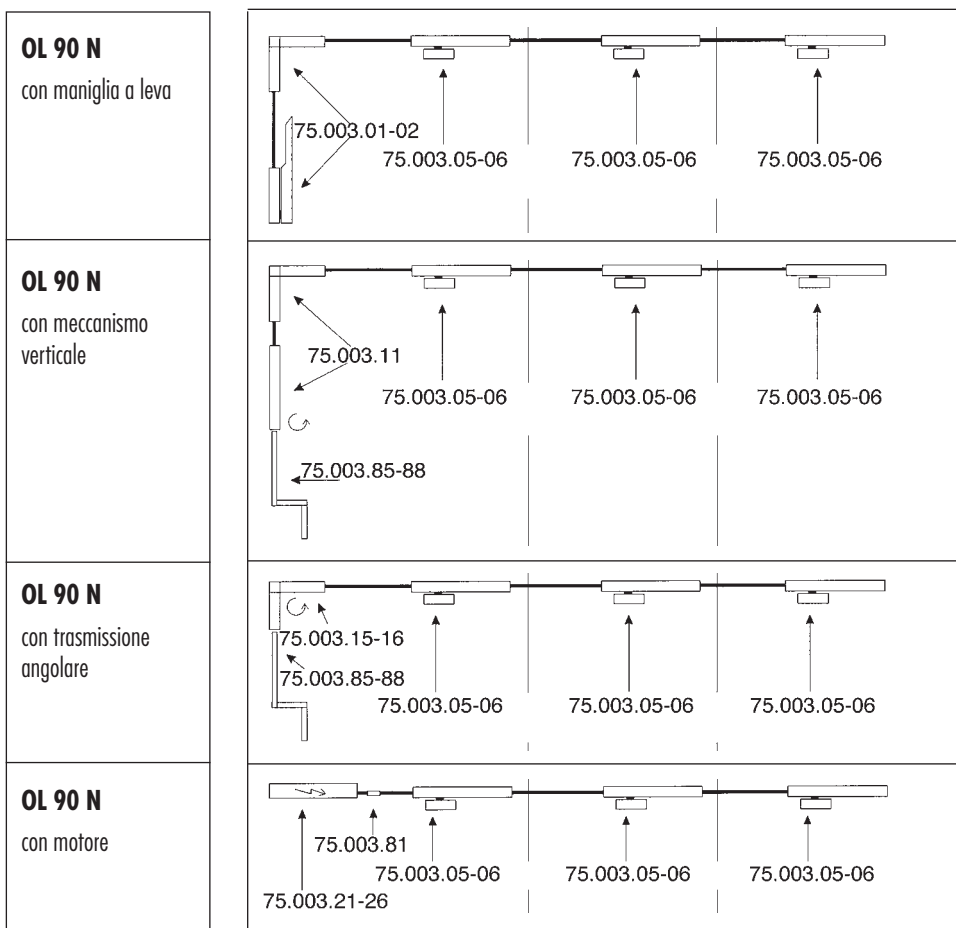 OL 90 N
con maniglia a leva
75.003.01-02
75.003.05-06
75.003.05-06
75.003.05-06
OL 90 N
con meccanismo
verticale
75.003.11
75.003.05-06
75.003.05-06
75.003.05-06
75.003.85-88
OL 90 N
con trasmissione
angolare
75.003.15-16
75.003.85-88
75.003.05-06
75.003.05-06
75.003.05-06
OL 90 N
con motore
75.003.81
75.003.05-06
75.003.05-06
75.003.05-06
75.003.21-26